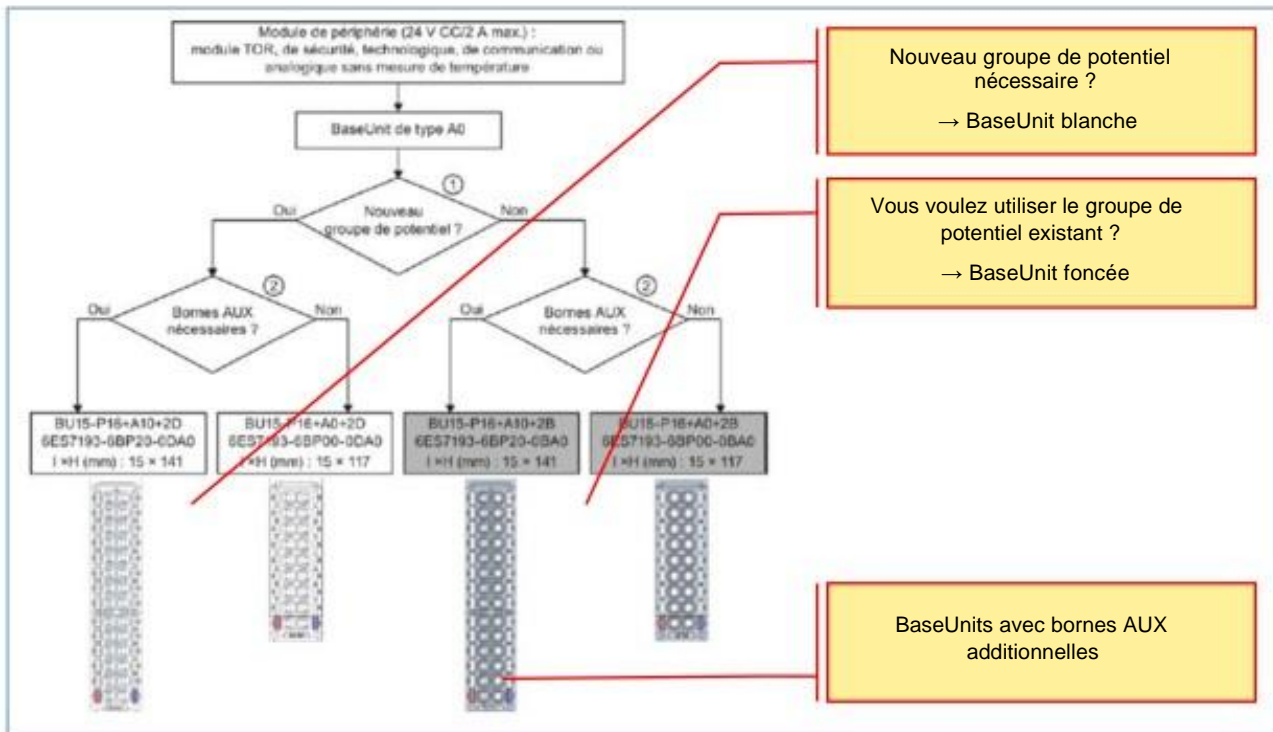 Module de périphérie (24 V CC/2 A max.) :
module TOR, de sécurité, technologique, de communication ou
analogique sans mesure de température
BaseUnit de type A0
①
Oui
Nouveau
groupe de potentiel ?
Non
②
Oui
Bornes AUX
nécessaires ?
Non
②
Oui
Bornes AUX
nécessaires ?
Non
BU15-P16+A10+2D
6ES7193-6BP20-0DA0
l ×H (mm) : 15 × 141
BU15-P16+A0+2D
6ES7193-6BP00-0DA0
l ×H (mm) : 15 × 117
BU15-P16+A10+2B
6ES7193-6BP20-0BA0
l ×H (mm) : 15 × 141
BU15-P16+A0+2B
6ES7193-6BP00-0BA0
l ×H (mm) : 15 × 117
Nouveau groupe de potentiel
nécessaire ?
→ BaseUnit blanche
Vous voulez utiliser le groupe de
potentiel existant ?
→ BaseUnit foncée
BaseUnits avec bornes AUX
additionnelles